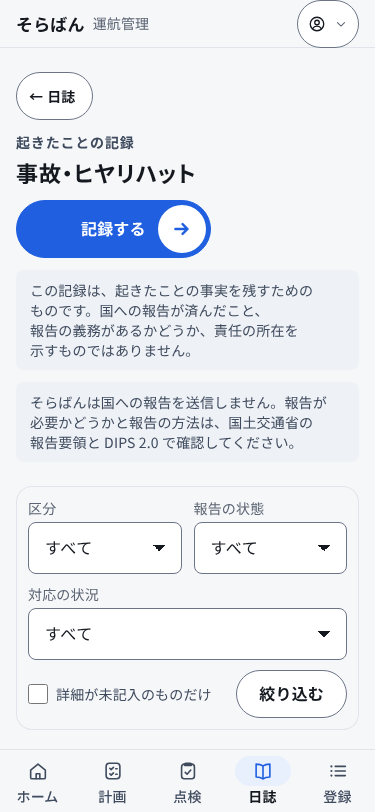 そらばん 運航管理
← 日誌
起きたことの記録
事故・ヒヤリハット
記録する
この記録は、起きたことの事実を残すための
ものです。国への報告が済んだこと、
報告の義務があるかどうか、責任の所在を
示すものではありません。
そらばんは国への報告を送信しません。報告が
必要かどうかと報告の方法は、国土交通省の
報告要領と DIPS 2.0 で確認してください。
区分 報告の状態
すべて すべて
対応の状況
すべて
詳細が未記入のものだけ 絞り込む
ホーム 計画 点検 日誌 登録